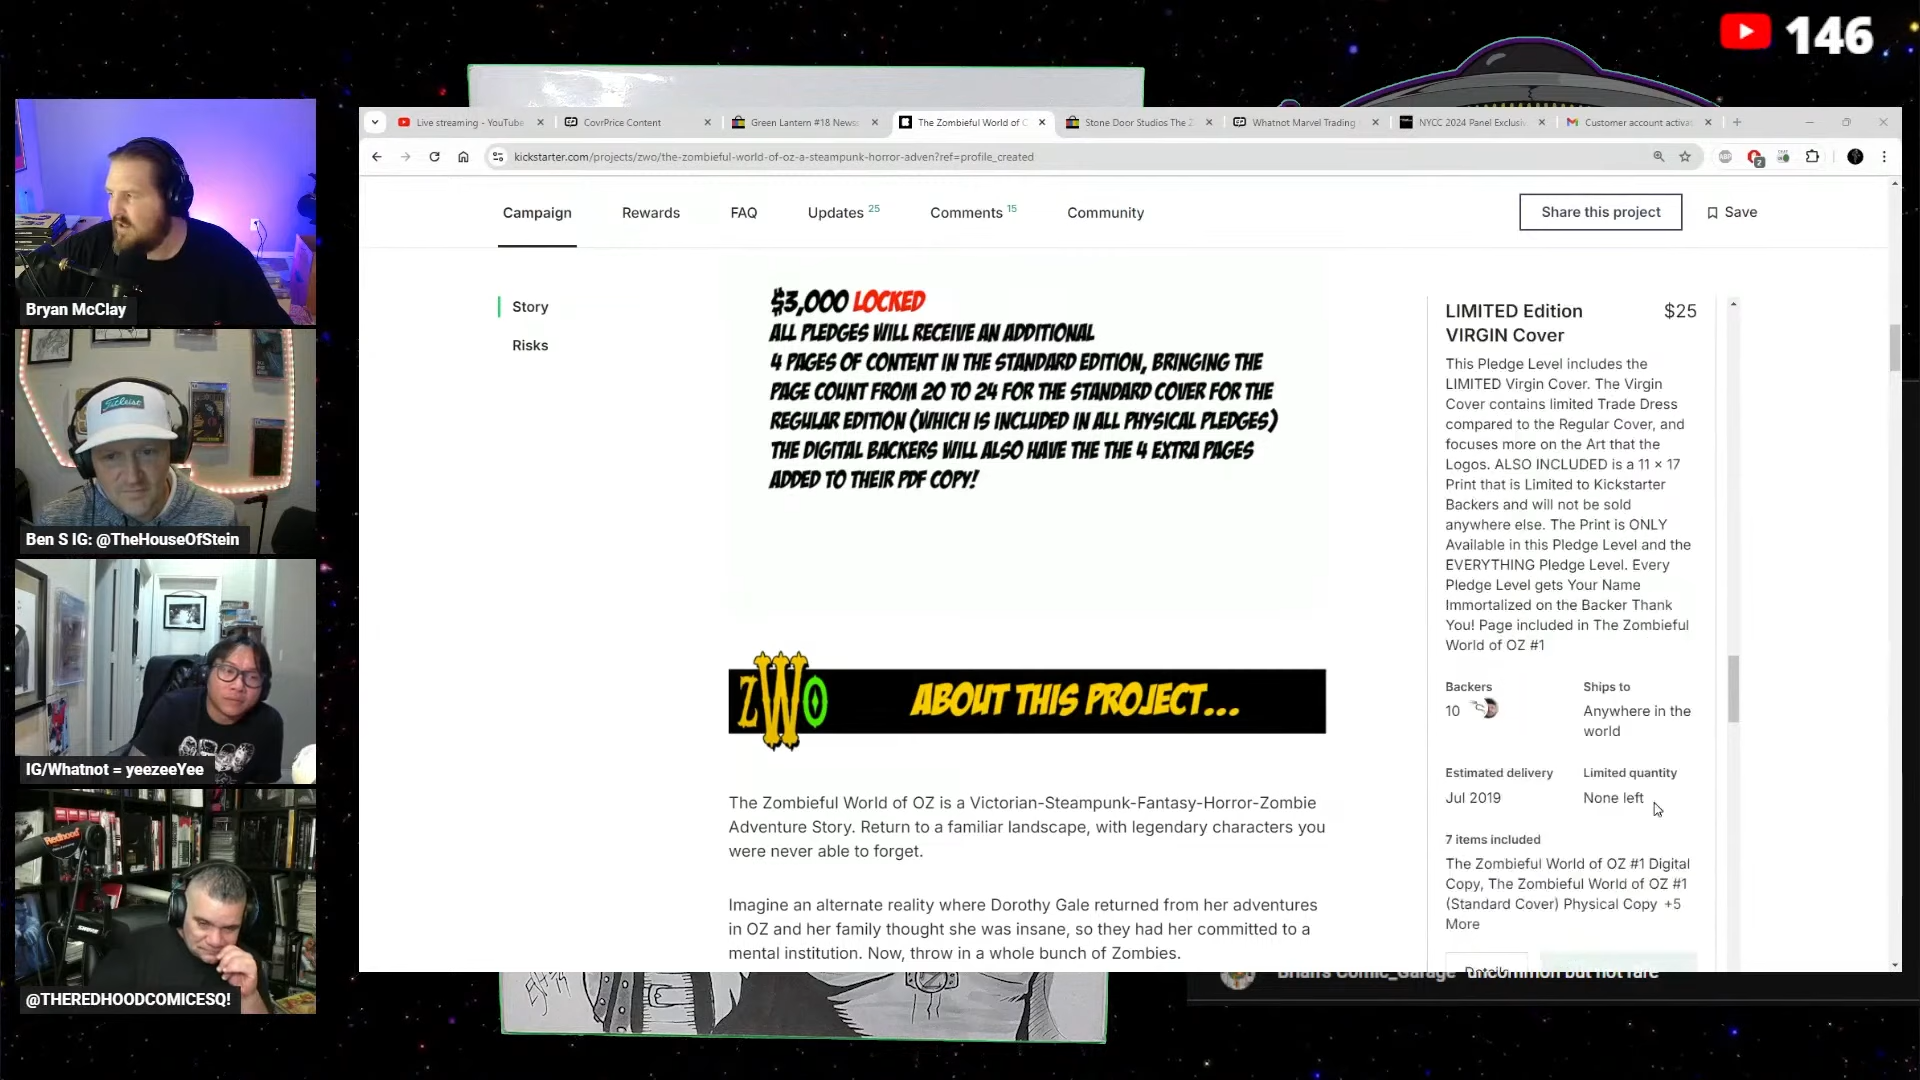 146
Live streaming - YouTube
CovrPrice Content
Green Lantern #18 News
The Zombieful World of O
Stone Door Studios The Z
Whatnot Marvel Trading
NYCC 2024 Panel Exclusi
Customer account activat
kickstarter.com/projects/zwo/the-zombieful-world-of-oz-a-steampunk-horror-adven?ref=profile_created
Campaign
Rewards
FAQ
Updates 25
Comments 15
Community
Share this project
Save
Story
Risks
$3,000 LOCKED
ALL PLEDGES WILL RECEIVE AN ADDITIONAL
4 PAGES OF CONTENT IN THE STANDARD EDITION, BRINGING THE
PAGE COUNT FROM 20 TO 24 FOR THE STANDARD COVER FOR THE
REGULAR EDITION (WHICH IS INCLUDED IN ALL PHYSICAL PLEDGES)
THE DIGITAL BACKERS WILL ALSO HAVE THE THE 4 EXTRA PAGES
ADDED TO THEIR PDF COPY!
ZWO
ABOUT THIS PROJECT...
The Zombieful World of OZ is a Victorian-Steampunk-Fantasy-Horror-Zombie
Adventure Story. Return to a familiar landscape, with legendary characters you
were never able to forget.
Imagine an alternate reality where Dorothy Gale returned from her adventures
in OZ and her family thought she was insane, so they had her committed to a
mental institution. Now, throw in a whole bunch of Zombies.
LIMITED Edition $25
VIRGIN Cover
This Pledge Level includes the
LIMITED Virgin Cover. The Virgin
Cover contains limited Trade Dress
compared to the Regular Cover, and
focuses more on the Art that the
Logos. ALSO INCLUDED is a 11 x 17
Print that is Limited to Kickstarter
Backers and will not be sold
anywhere else. The Print is ONLY
Available in this Pledge Level and the
EVERYTHING Pledge Level. Every
Pledge Level gets Your Name
Immortalized on the Backer Thank
You! Page included in The Zombieful
World of OZ #1
Backers
10
Ships to
Anywhere in the
world
Estimated delivery
Jul 2019
Limited quantity
None left
7 items included
The Zombieful World of OZ #1 Digital
Copy, The Zombieful World of OZ #1
(Standard Cover) Physical Copy +5
More
Details
Brian's Comic_Garage uncommon but not rare
Bryan McClay
Titleist
Ben S IG: @TheHouseOfStein
IG/Whatnot = yeezeeYee
Redhood
@THEREDHOODCOMICESQ!